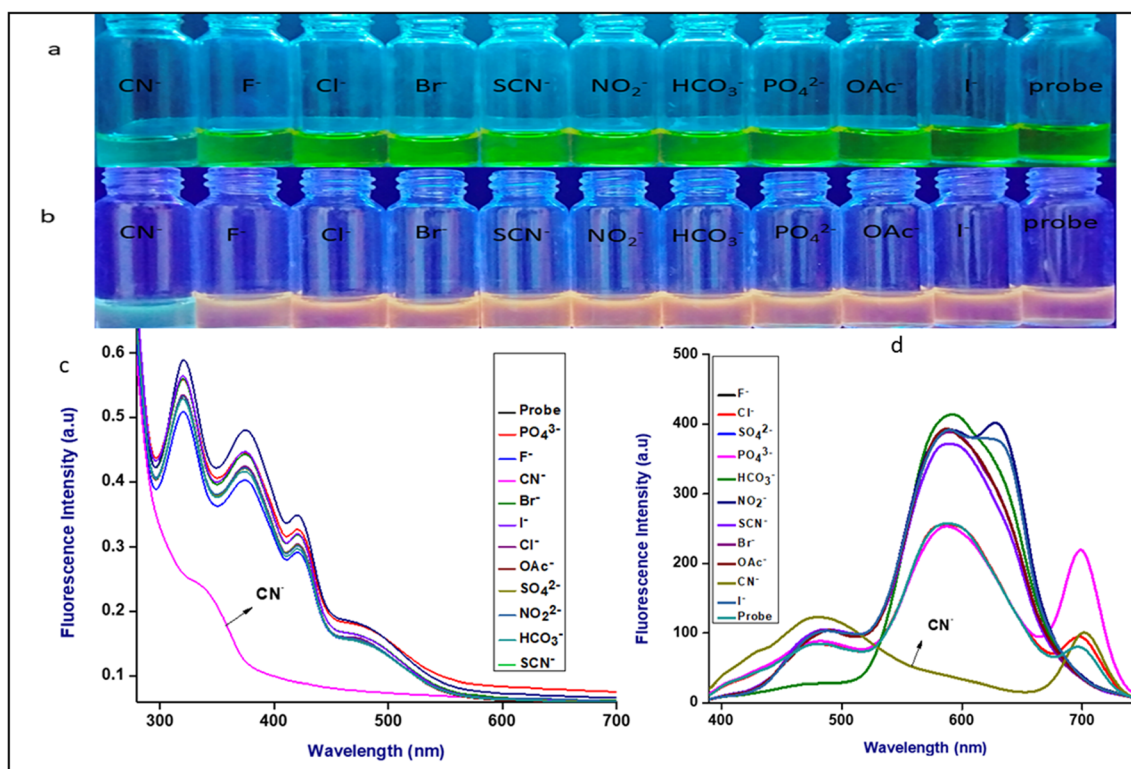 a
CN⁻ F⁻ Cl⁻ Br⁻ SCN⁻ NO₂⁻ HCO₃⁻ PO₄²⁻ OAc⁻ I⁻ probe
b
CN⁻ F⁻ Cl⁻ Br⁻ SCN⁻ NO₂⁻ HCO₃⁻ PO₄²⁻ OAc⁻ I⁻ probe
c
Fluorescence Intensity (a.u)
0.6
0.5
0.4
0.3
0.2
0.1
300 400 500 600 700
Wavelength (nm)
CN⁻
Probe
PO₄³⁻
F⁻
CN⁻
Br⁻
I⁻
Cl⁻
OAc⁻
SO₄²⁻
NO₂²⁻
HCO₃⁻
SCN⁻
d
Fluorescence Intensity (a.u)
500
400
300
200
100
0
400 500 600 700
Wavelength (nm)
F⁻
Cl⁻
SO₄²⁻
PO₄³⁻
HCO₃⁻
NO₂⁻
SCN⁻
Br⁻
OAc⁻
CN⁻
I⁻
Probe
CN⁻